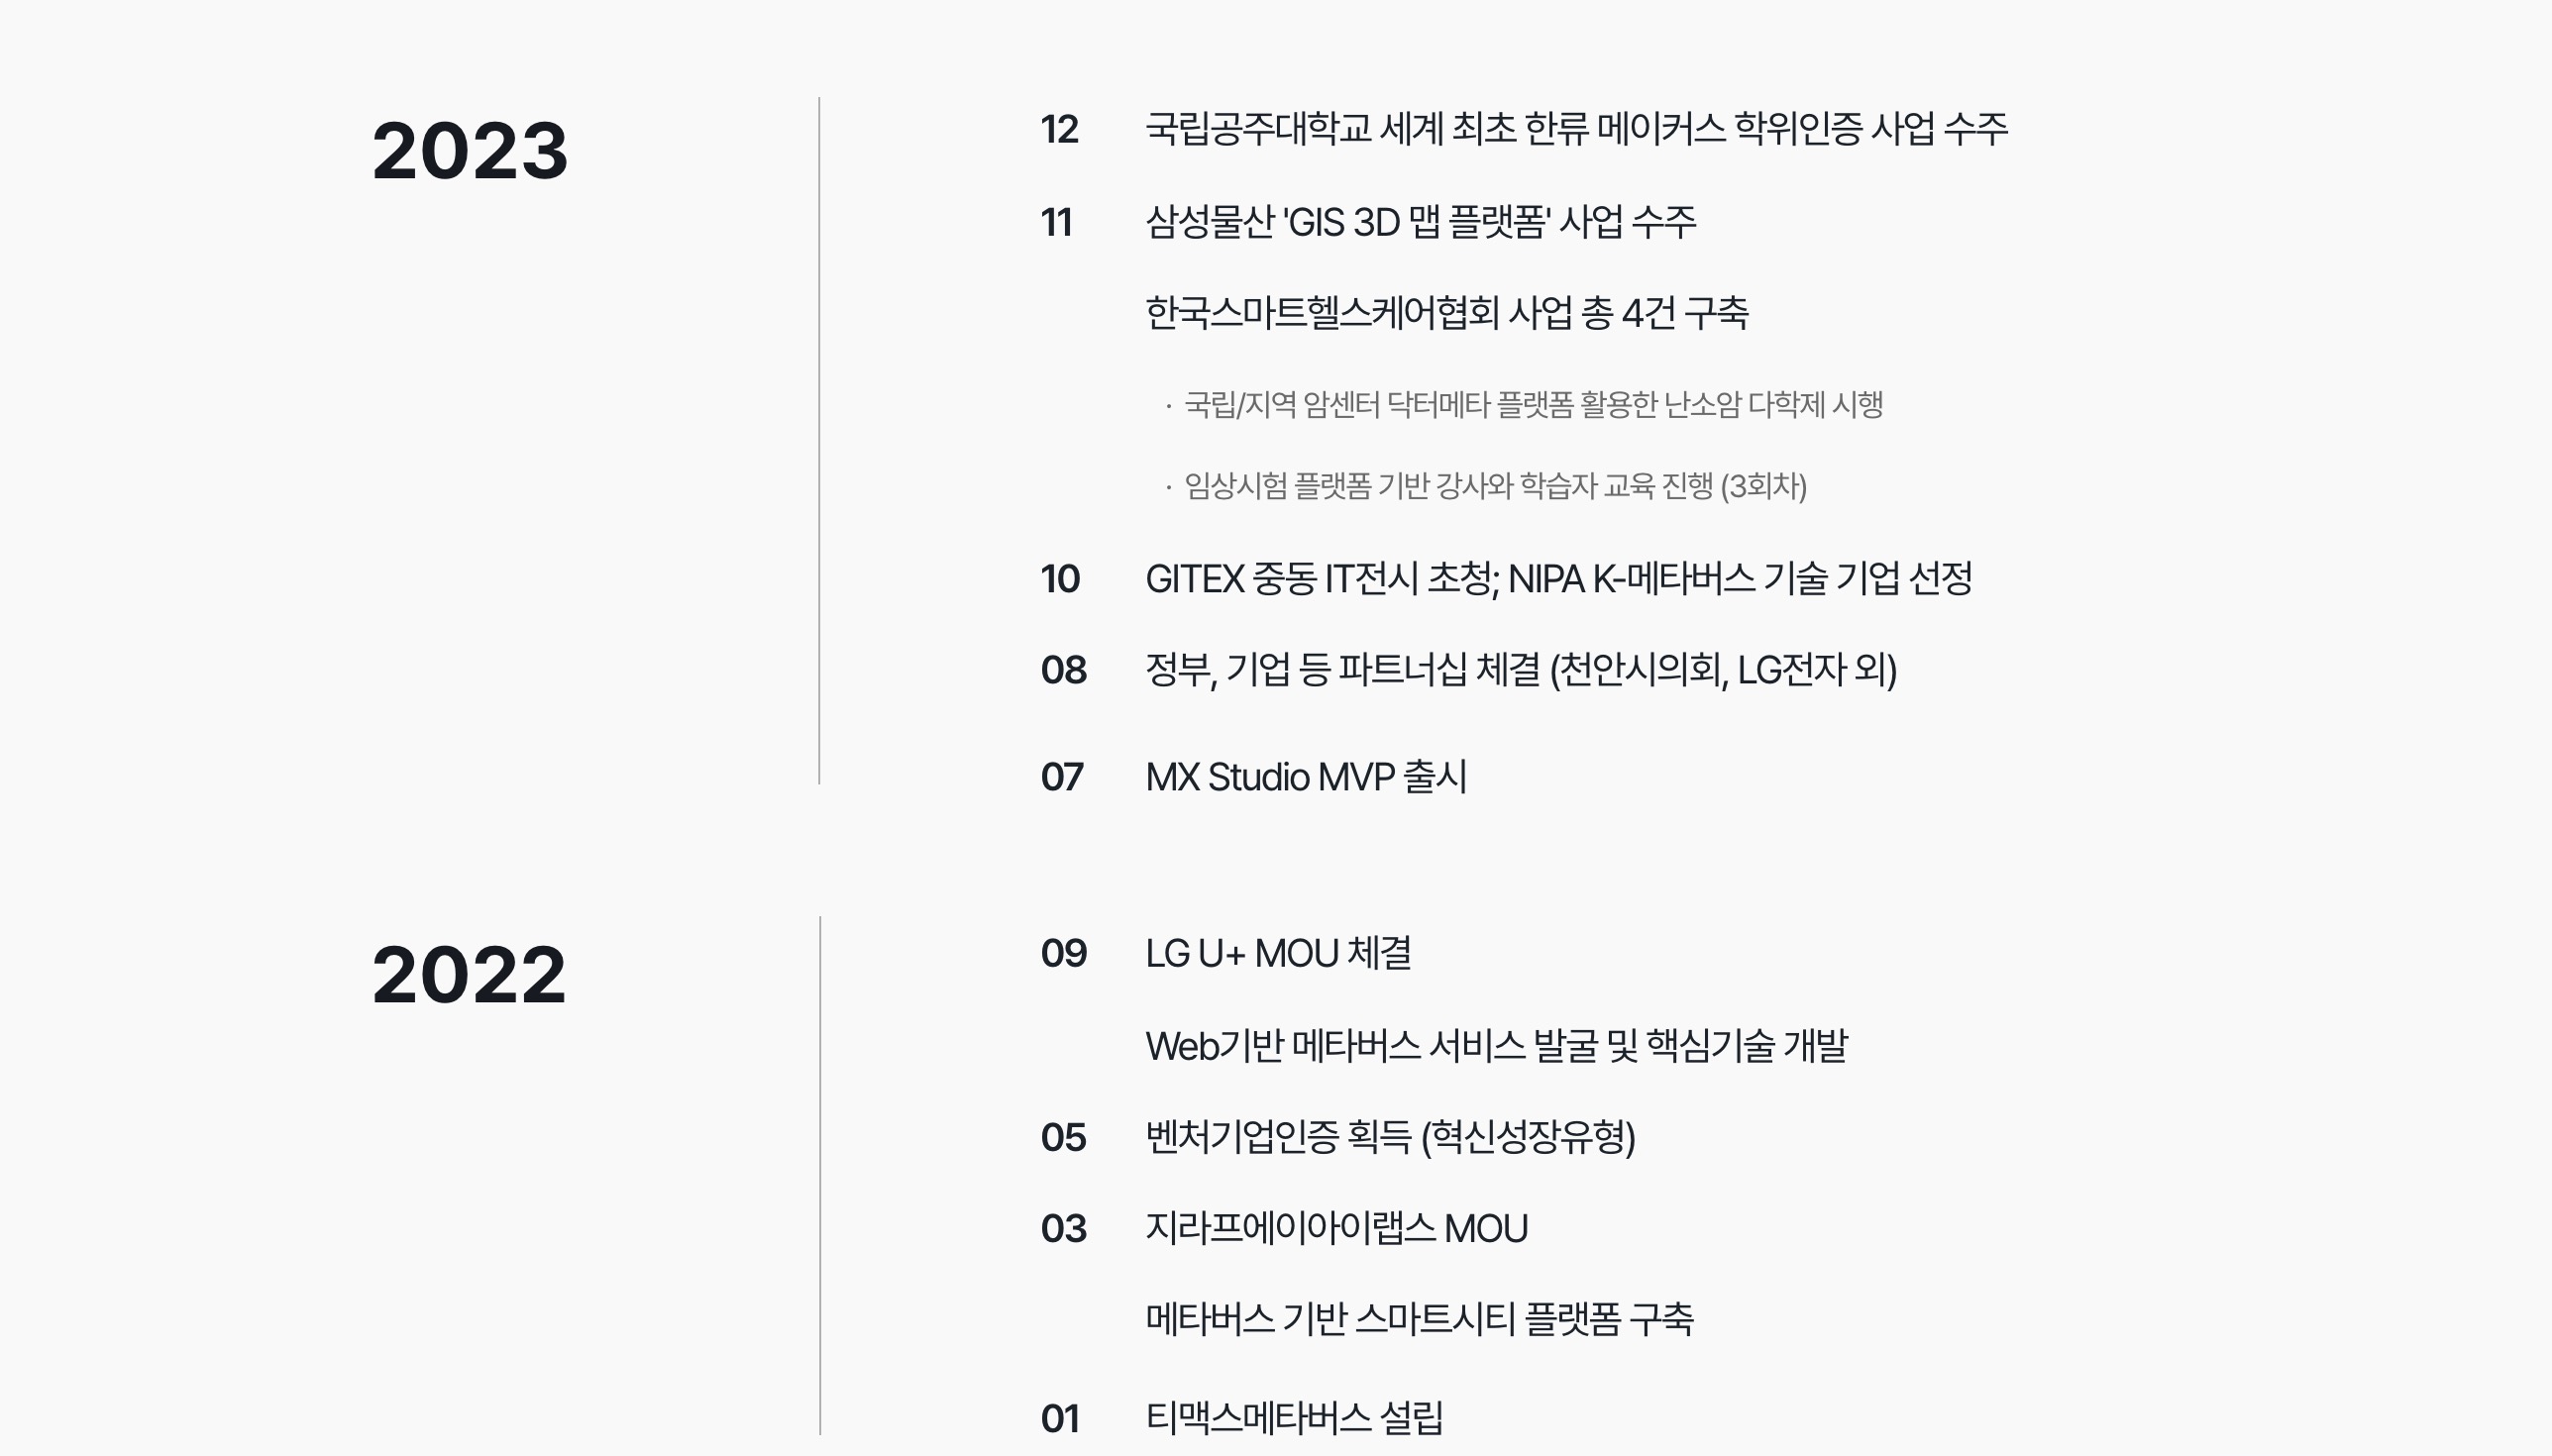 2023
12 국립공주대학교 세계 최초 한류 메이커스 학위인증 사업 수주
11 삼성물산 'GIS 3D 맵 플랫폼' 사업 수주
한국스마트헬스케어협회 사업 총 4건 구축
· 국립/지역 암센터 닥터메타 플랫폼 활용한 난소암 다학제 시행
· 임상시험 플랫폼 기반 강사와 학습자 교육 진행 (3회차)
10 GITEX 중동 IT전시 초청; NIPA K-메타버스 기술 기업 선정
08 정부, 기업 등 파트너십 체결 (천안시의회, LG전자 외)
07 MX Studio MVP 출시
2022
09 LG U+ MOU 체결
Web기반 메타버스 서비스 발굴 및 핵심기술 개발
05 벤처기업인증 획득 (혁신성장유형)
03 지라프에이아이랩스 MOU
메타버스 기반 스마트시티 플랫폼 구축
01 티맥스메타버스 설립